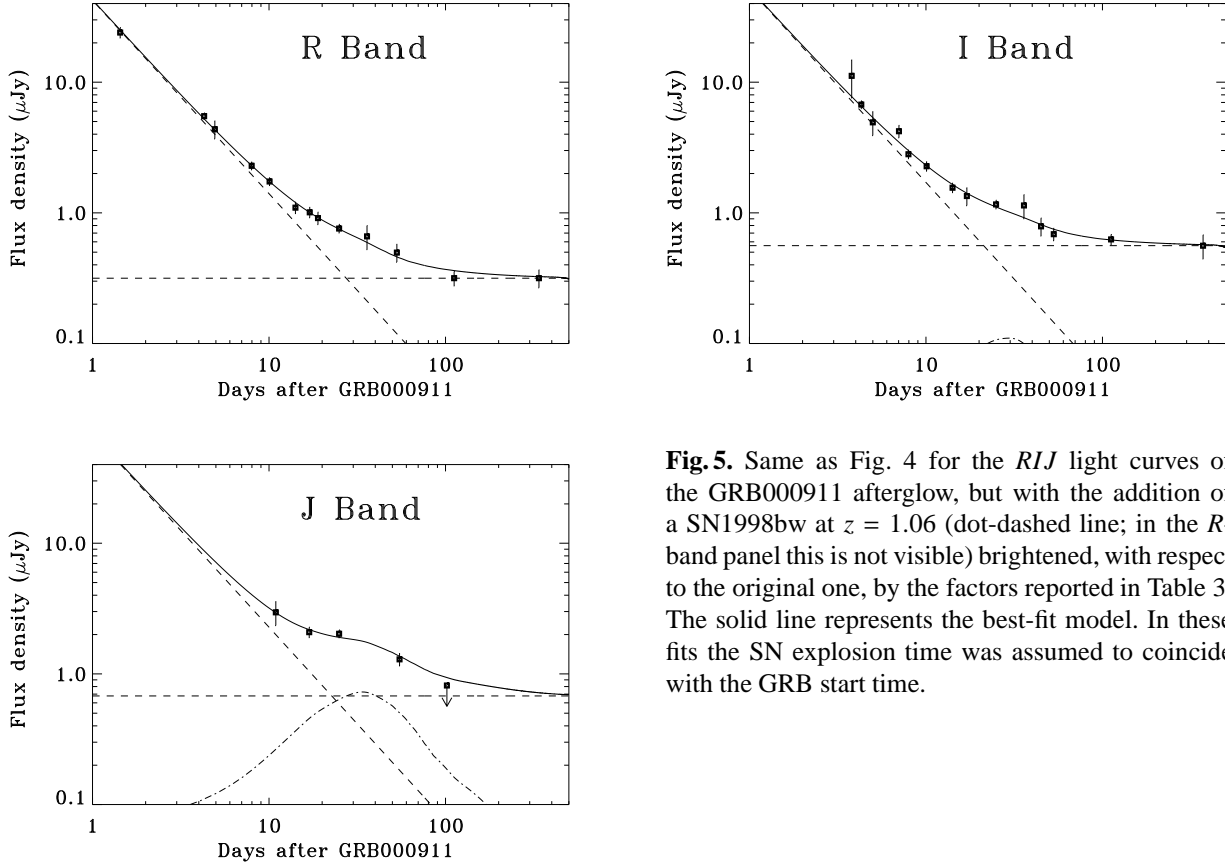 R Band
Flux density (μJy)
10.0
1.0
0.1
1 10 100
Days after GRB000911
I Band
Flux density (μJy)
10.0
1.0
0.1
1 10 100
Days after GRB000911
J Band
Flux density (μJy)
10.0
1.0
0.1
1 10 100
Days after GRB000911
Fig. 5. Same as Fig. 4 for the RIJ light curves of
the GRB000911 afterglow, but with the addition of
a SN1998bw at z = 1.06 (dot-dashed line; in the R-
band panel this is not visible) brightened, with respec
to the original one, by the factors reported in Table 3.
The solid line represents the best-fit model. In these
fits the SN explosion time was assumed to coincide
with the GRB start time.